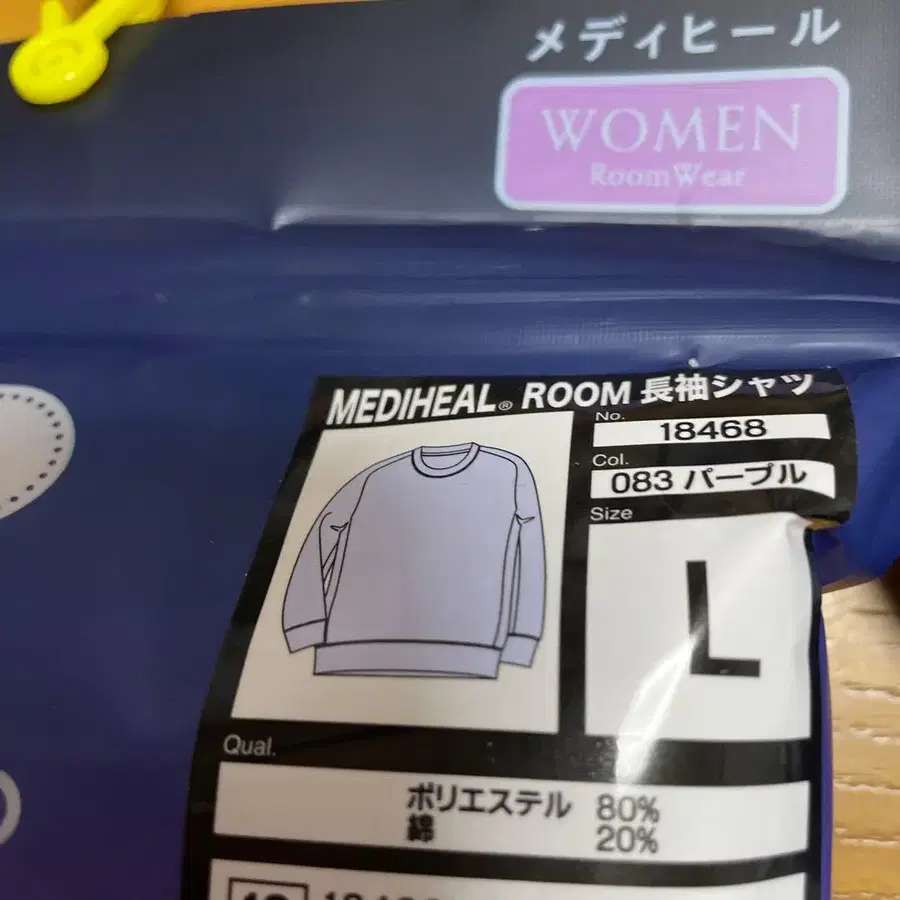 メディヒール
WOMEN
RoomWear
MEDIHEAL® ROOM 長袖シャツ
No.
18468
Col.
083 パープル
Size
L
Qual.
ポリエステル 80%
綿 20%